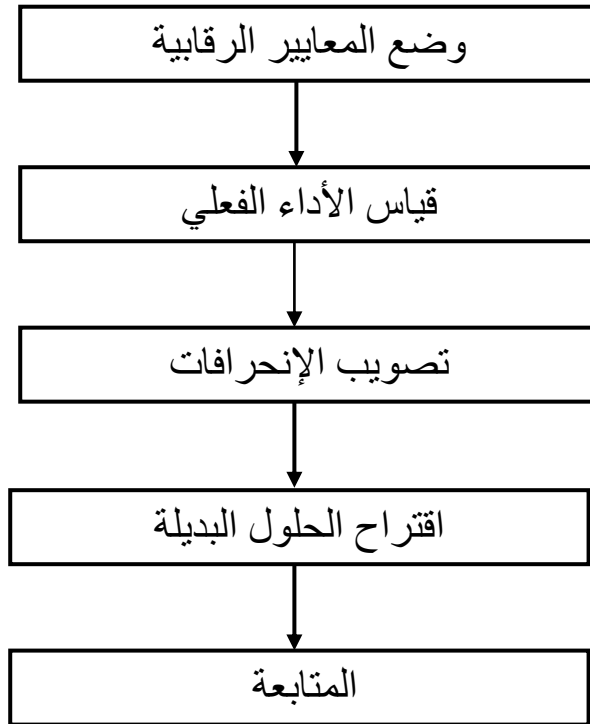 وضع المعايير الرقابية
قياس الأداء الفعلي
تصويب الإنحرافات
اقتراح الحلول البديلة
المتابعة